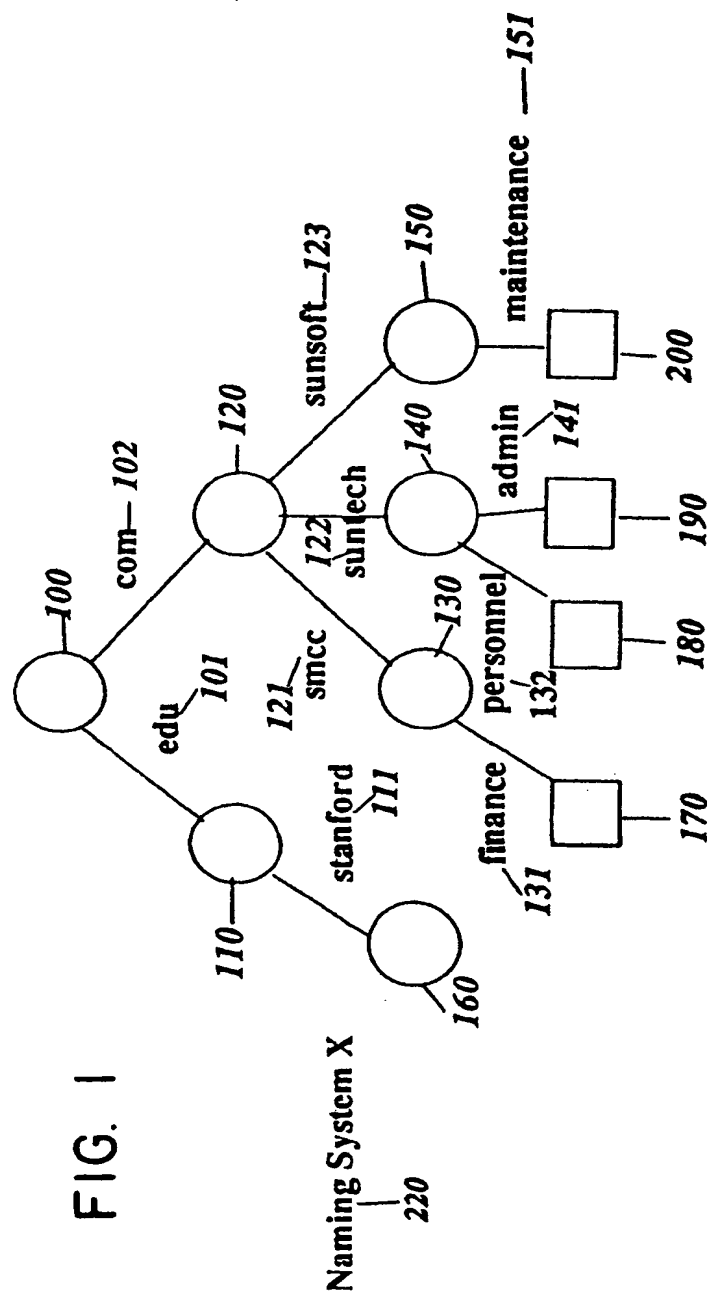 FIG. 1
Naming System X
220
100
com 102
edu 101
110
120
stanford
111
121
smcc
122
suntech
sunsoft 123
160
130
140
150
finance
131
personnel
132
admin
141
maintenance 151
170
180
190
200